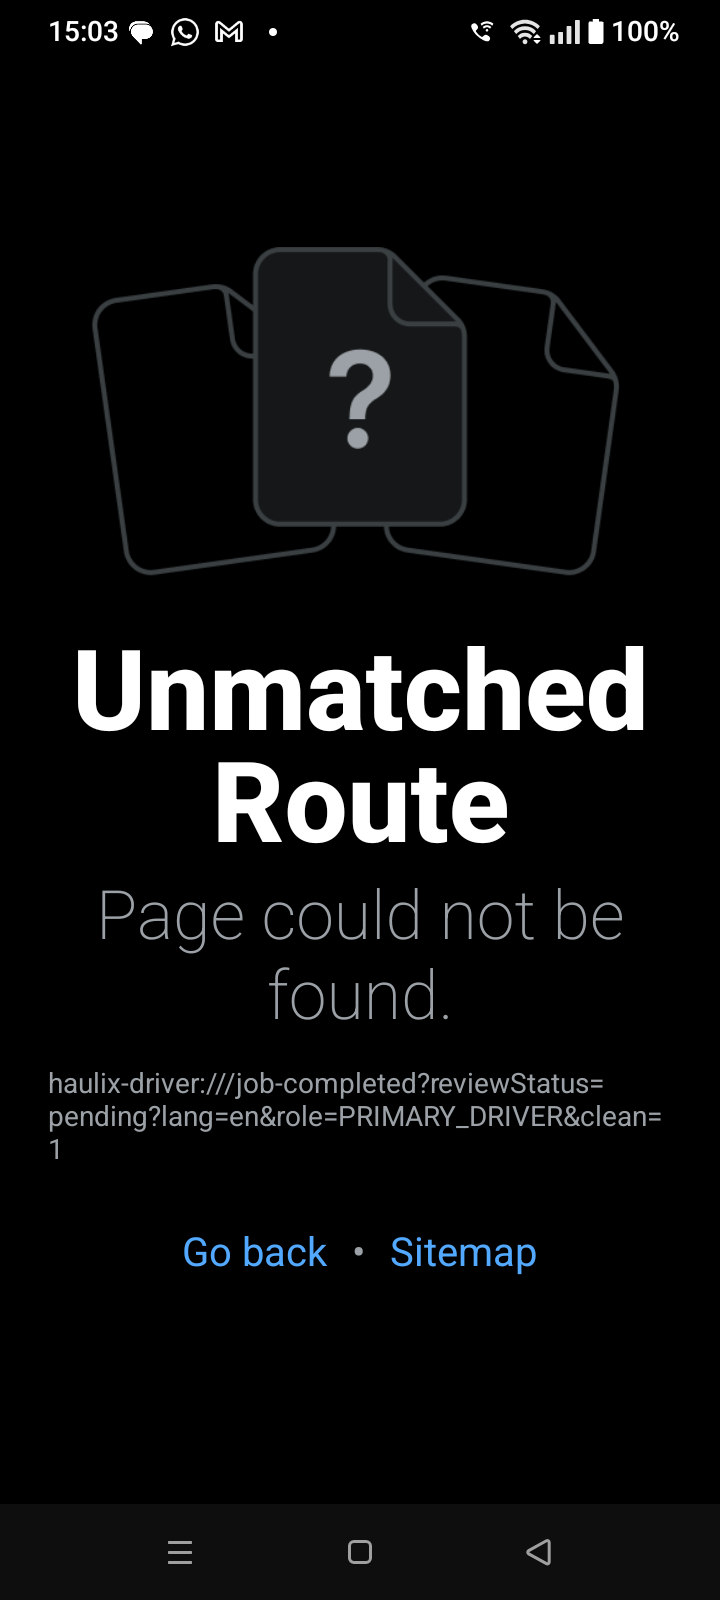 15:03
100%
?
Unmatched
Route
Page could not be
found.
haulix-driver:///job-completed?reviewStatus=
pending?lang=en&role=PRIMARY_DRIVER&clean=
1
Go back • Sitemap